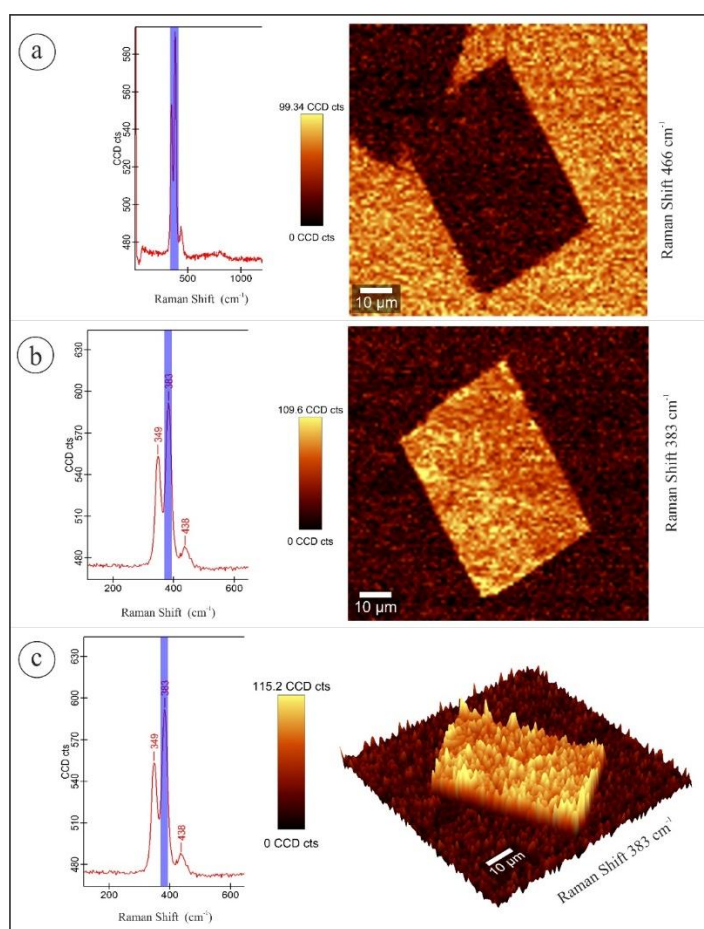 a
580
560
540
520
500
480
CCD cts
500
1000
Raman Shift (cm-1)
99.34 CCD cts
0 CCD cts
10 µm
Raman Shift 466 cm-1
b
630
600
570
540
510
480
CCD cts
349
383
438
200
400
600
Raman Shift (cm-1)
109.6 CCD cts
0 CCD cts
10 µm
Raman Shift 383 cm-1
c
630
600
570
540
510
480
CCD cts
349
383
438
200
400
600
Raman Shift (cm-1)
115.2 CCD cts
0 CCD cts
10 µm
Raman Shift 383 cm-1